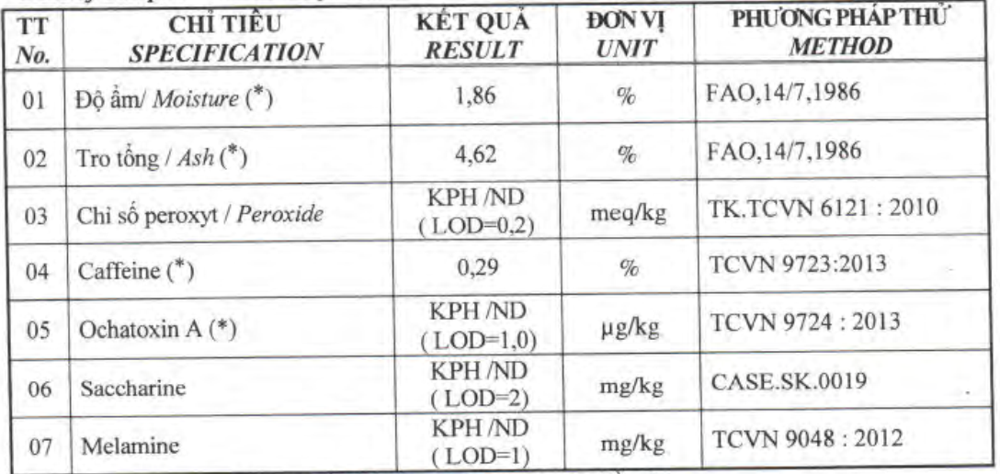 TT CHỈ TIÊU KẾT QUẢ ĐƠN VỊ PHƯƠNG PHÁP THỬ
No. SPECIFICATION RESULT UNIT METHOD
01 Độ ẩm/ Moisture (*) 1,86 % FAO,14/7,1986
02 Tro tổng / Ash (*) 4,62 % FAO,14/7,1986
03 Chỉ số peroxyt / Peroxide KPH /ND (LOD=0,2) meq/kg TK.TCVN 6121 : 2010
04 Caffeine (*) 0,29 % TCVN 9723:2013
05 Ochatoxin A (*) KPH /ND (LOD=1,0) µg/kg TCVN 9724 : 2013
06 Saccharine KPH /ND (LOD=2) mg/kg CASE.SK.0019
07 Melamine KPH /ND (LOD=1) mg/kg TCVN 9048 : 2012